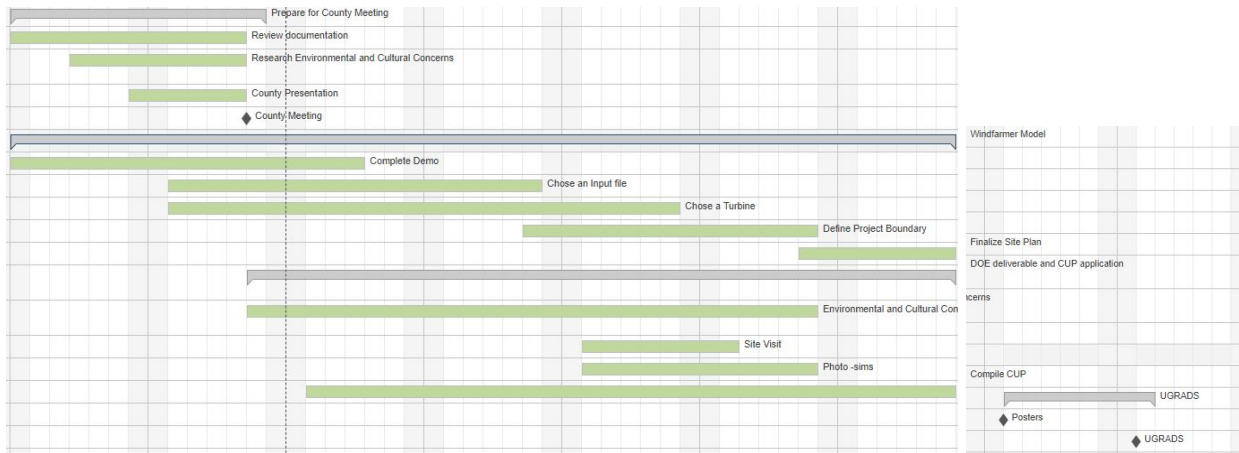 Prepare for County Meeting
Review documentation
Research Environmental and Cultural Concerns
County Presentation
County Meeting
Windfarmer Model
Complete Demo
Chose an Input file
Chose a Turbine
Define Project Boundary
Finalize Site Plan
DOE deliverable and CUP application
Environmental and Cultural Con
ncerns
Site Visit
Photo -sims
Compile CUP
UGRADS
Posters
UGRADS